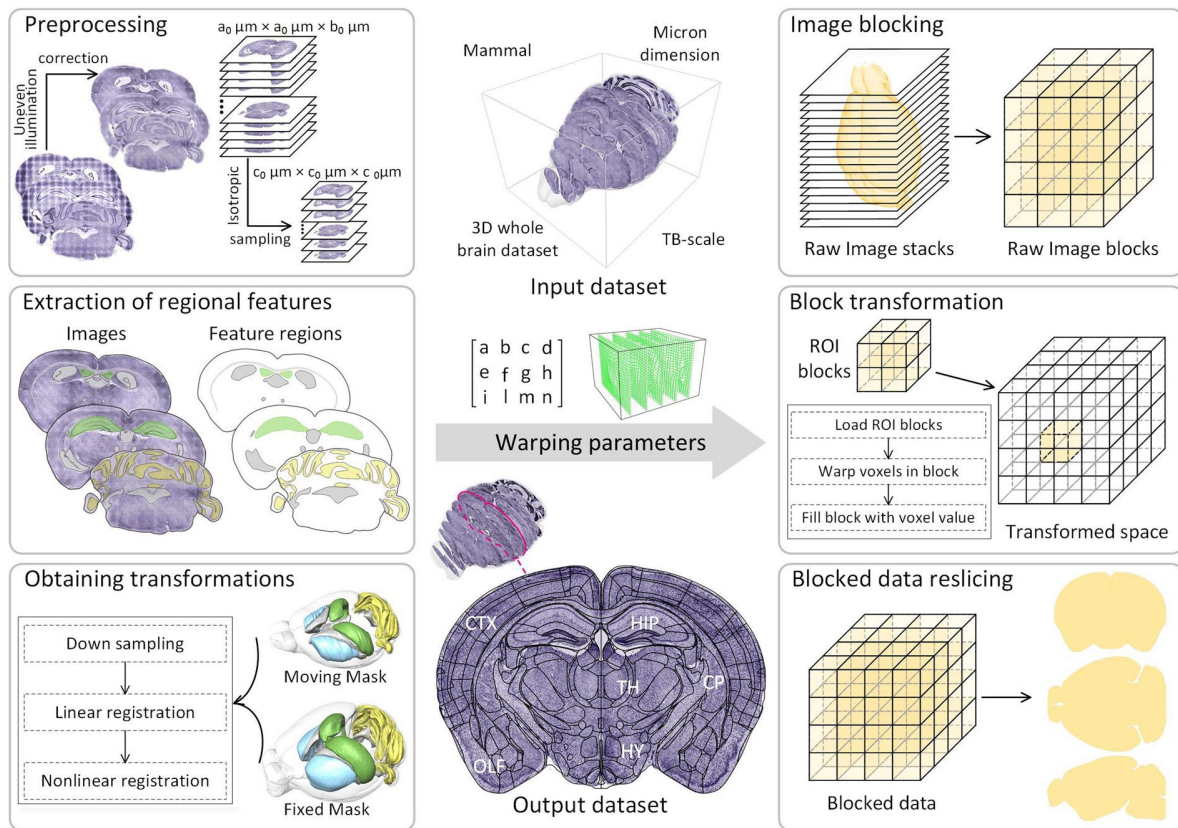 Preprocessing
a₀ µm × a₀ µm × b₀ µm
correction
Uneven
illumination
c₀ µm × c₀ µm × c ₀µm
Isotropic
sampling
Mammal
Micron
dimension
3D whole
brain dataset
TB-scale
Input dataset
Image blocking
Raw Image stacks
Raw Image blocks
Extraction of regional features
Images
Feature regions
a b c d
e f g h
i l m n
Warping parameters
Block transformation
ROI
blocks
Load ROI blocks
Warp voxels in block
Fill block with voxel value
Transformed space
Obtaining transformations
Down sampling
Linear registration
Nonlinear registration
Moving Mask
Fixed Mask
CTX
HIP
TH
CP
HY
OLF
Output dataset
Blocked data reslicing
Blocked data